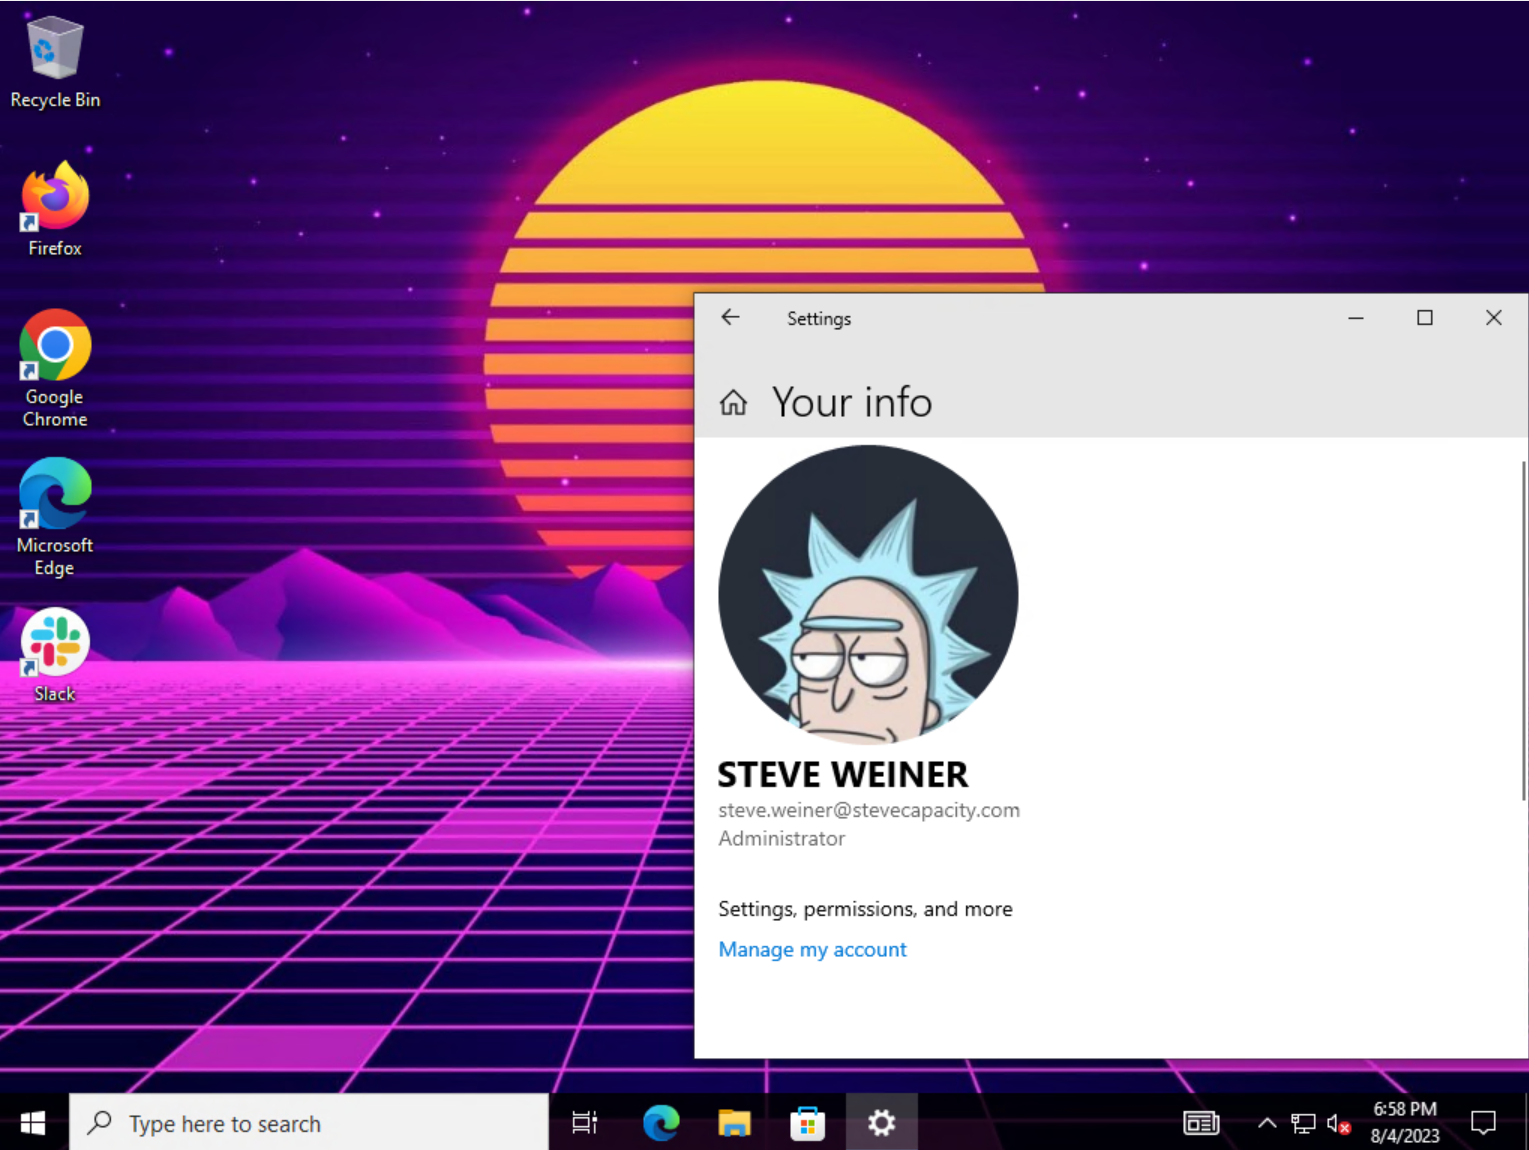 Recycle Bin
Firefox
Google
Chrome
Microsoft
Edge
Slack
Settings
Your info
STEVE WEINER
steve.weiner@stevecapacity.com
Administrator
Settings, permissions, and more
Manage my account
Type here to search
6:58 PM
8/4/2023